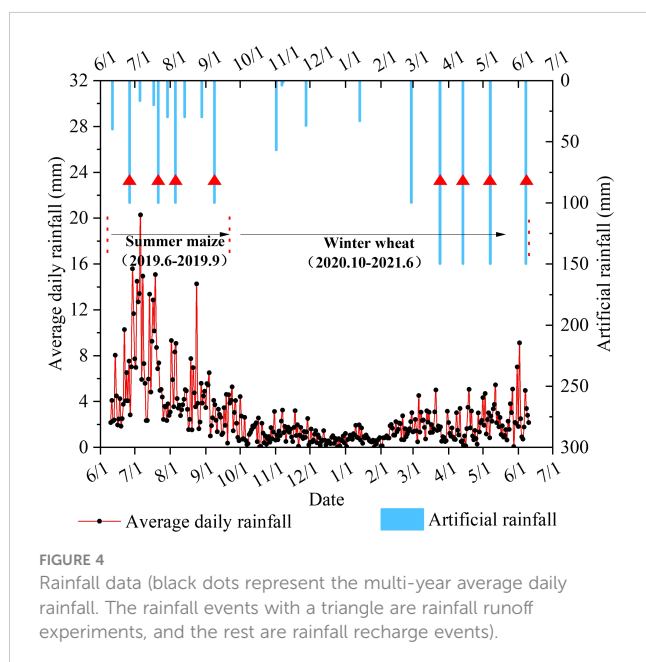 6/1 7/1 8/1 9/1 10/1 11/1 12/1 1/1 2/1 3/1 4/1 5/1 6/1 7/1
32 0
28 50
24 100
20 150
16 200
12 250
8
4
0 300
Average daily rainfall (mm)
Artificial rainfall (mm)
Summer maize
（2019.6-2019.9）
Winter wheat
（2020.10-2021.6）
6/1 7/1 8/1 9/1 10/1 11/1 12/1 1/1 2/1 3/1 4/1 5/1 6/1 7/1
Date
Average daily rainfall Artificial rainfall
FIGURE 4
Rainfall data (black dots represent the multi-year average daily
rainfall. The rainfall events with a triangle are rainfall runoff
experiments, and the rest are rainfall recharge events).